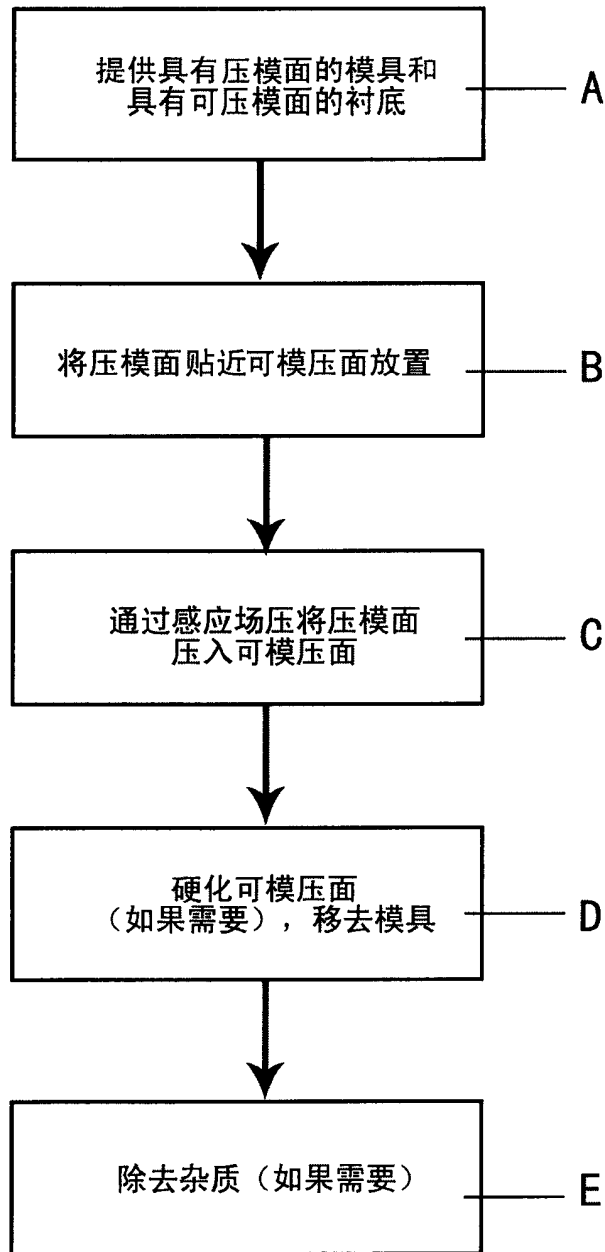 提供具有压模面的模具和
具有可压模面的衬底
A
将压模面贴近可模压面放置
B
通过感应场压将压模面
压入可模压面
C
硬化可模压面
（如果需要），移去模具
D
除去杂质（如果需要）
E